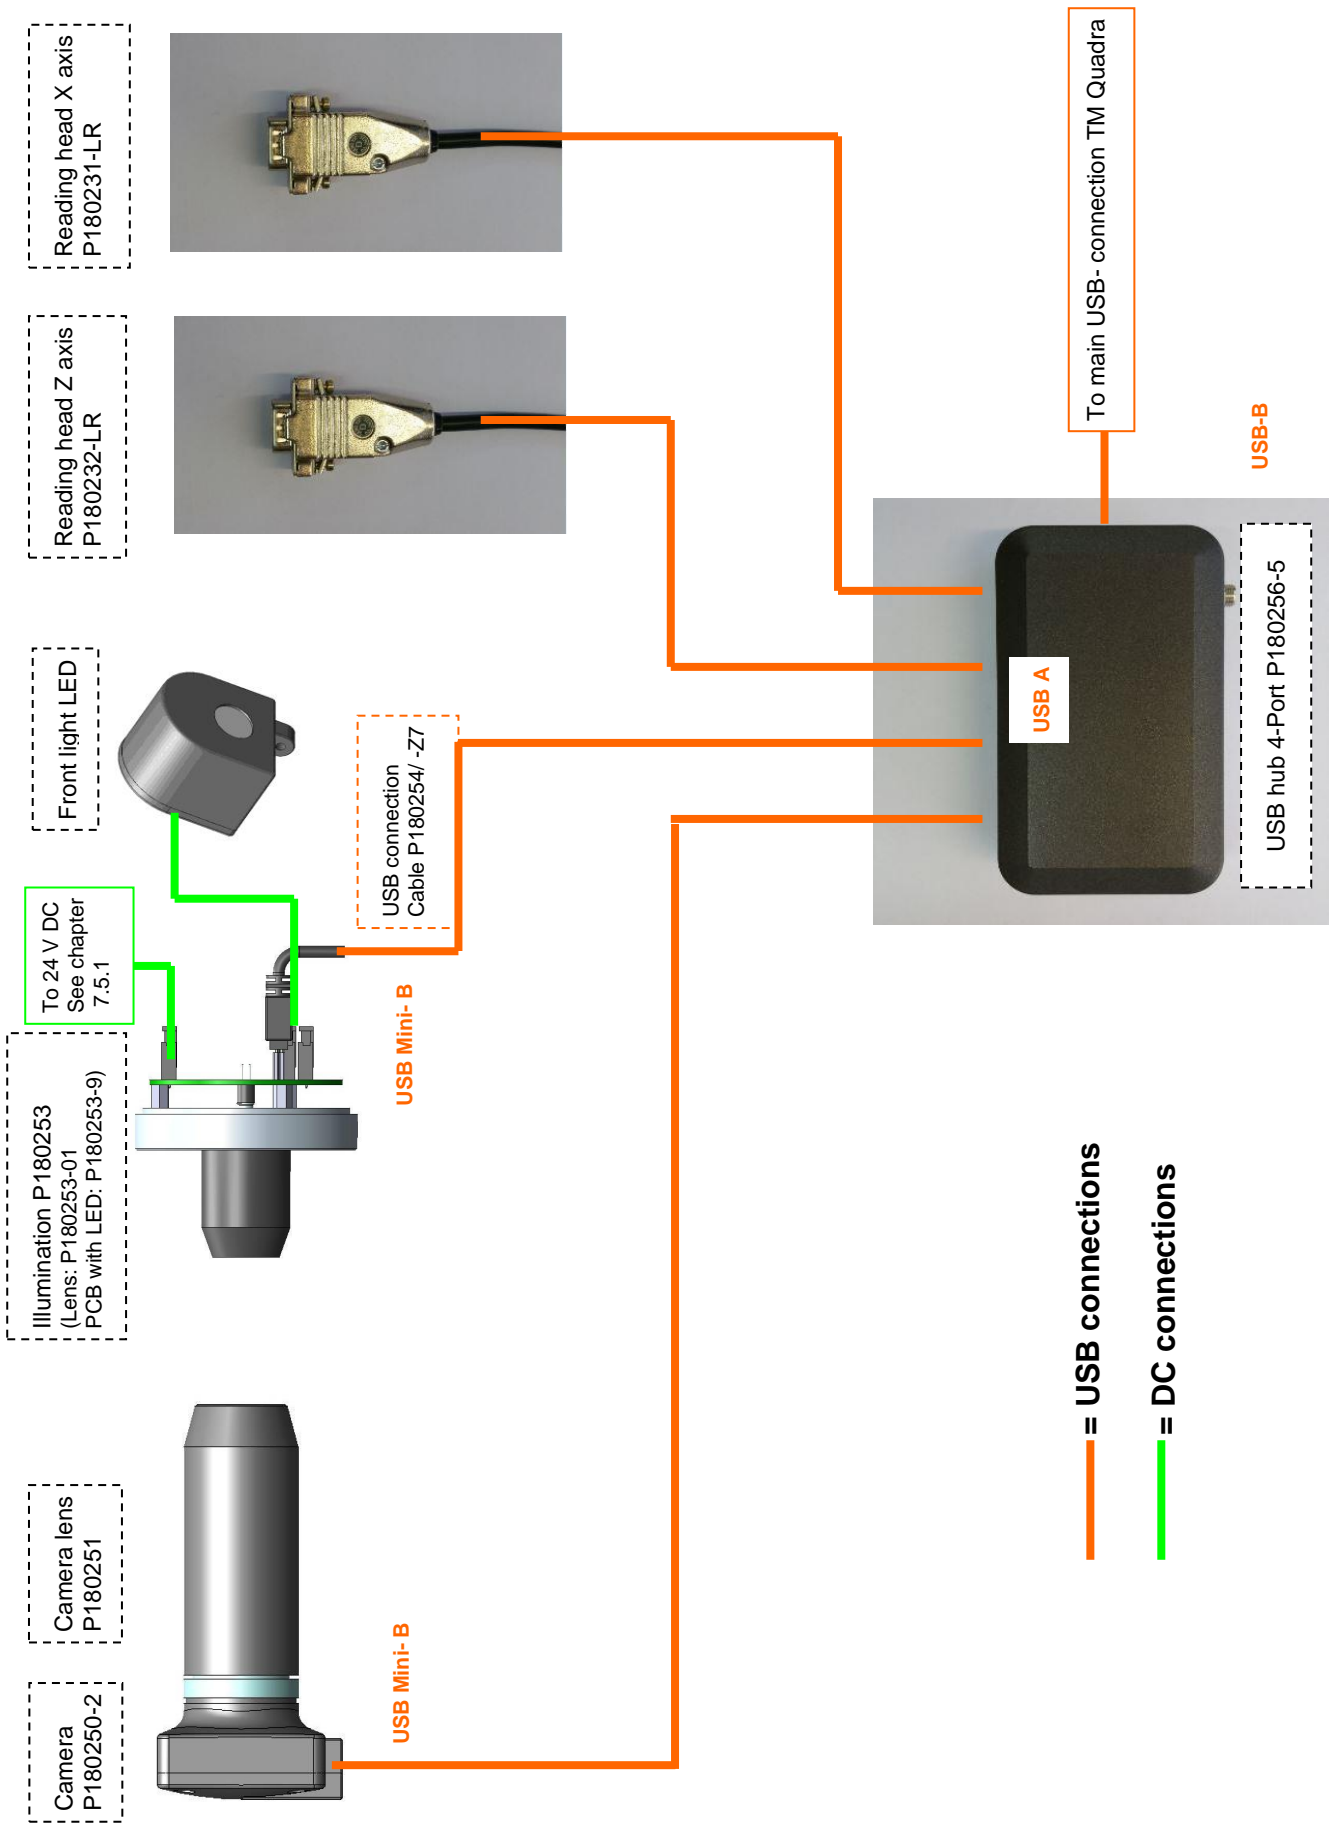 Camera
P180250-2
Camera lens
P180251
Illumination P180253
(Lens: P180253-01
PCB with LED: P180253-9)
To 24 V DC
See chapter
7.5.1
Front light LED
Reading head Z axis
P180232-LR
Reading head X axis
P180231-LR
USB Mini- B
USB Mini- B
USB connection
Cable P180254/ -Z7
USB A
To main USB- connection TM Quadra
USB-B
USB hub 4-Port P180256-5
= USB connections
= DC connections